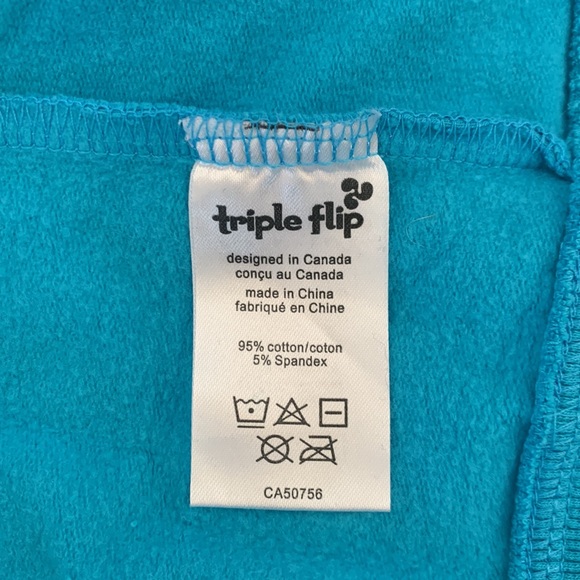 triple flip
designed in Canada
conçu au Canada
made in China
fabriqué en Chine
95% cotton/coton
5% Spandex
CA50756